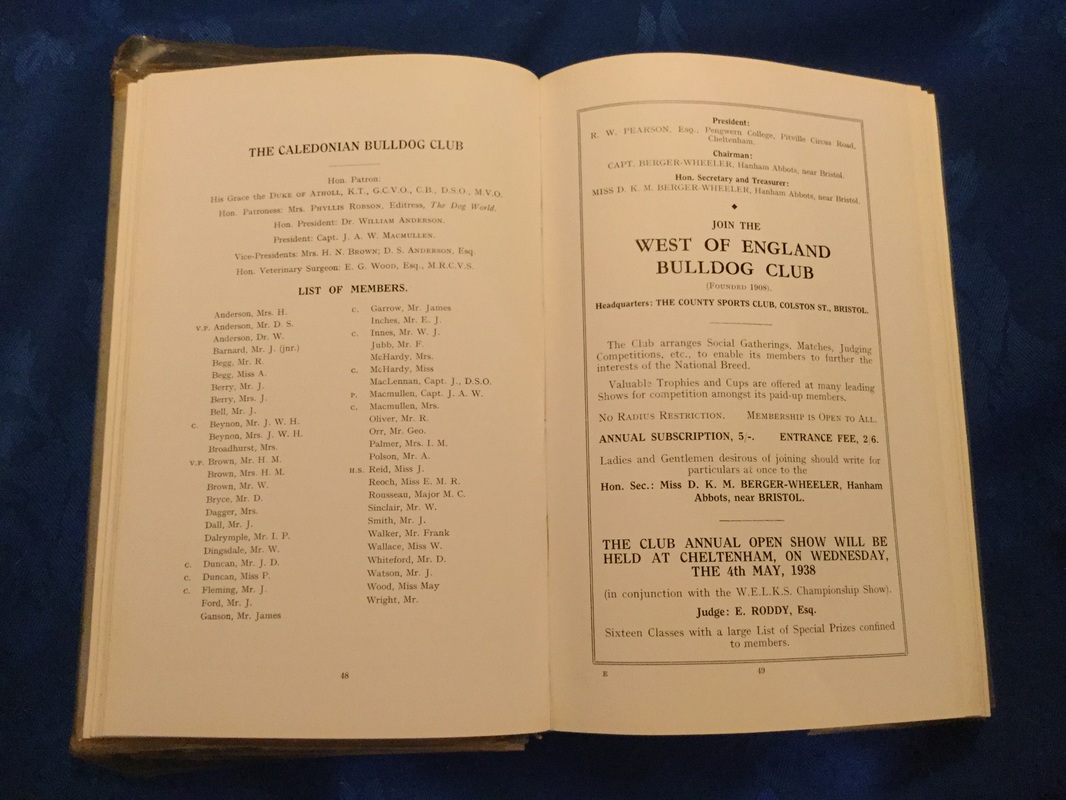 THE CALEDONIAN BULLDOG CLUB
Hon. Patron:
His Grace the DUKE OF ATHOLL, K.T., G.C.V.O., C.B., D.S.O., M.V.O.
Hon. Patroness: Mrs. PHYLLIS ROBSON, Editress, The Dog World.
Hon. President: Dr. WILLIAM ANDERSON.
President: Capt. J. A. W. MACMULLEN.
Vice-Presidents: Mrs. H. N. BROWN; D. S. ANDERSON, Esq.
Hon. Veterinary Surgeon: E. G. WOOD, Esq., M.R.C.V.S.
LIST OF MEMBERS.
Anderson, Mrs. H.
V.P. Anderson, Mr. D. S.
Anderson, Dr. W.
Barnard, Mr. J. (jnr.)
Begg, Mr. R.
Begg, Miss A.
Berry, Mr. J.
Berry, Mrs. J.
Bell, Mr. J.
C. Beynon, Mr. J. W. H.
Beynon, Mrs. J. W. H.
Broadhurst, Mrs.
V.P. Brown, Mr. H. M.
Brown, Mrs. H. M.
Brown, Mr. W.
Bryce, Mr. D.
Dagger, Mrs.
Dall, Mr. J.
Dalrymple, Mr. I. P.
Dingsdale, Mr. W.
C. Duncan, Mr. J. D.
C. Duncan, Miss P.
C. Fleming, Mr. J.
Ford, Mr. J.
Ganson, Mr. James
C. Garrow, Mr. James
Inches, Mr. E. J.
C. Innes, Mr. W. J.
Jubb, Mr. F.
McHardy, Mrs.
C. McHardy, Miss
MacLennan, Capt. J., D.S.O.
P. Macmullen, Capt. J. A. W.
C. Macmullen, Mrs.
Oliver, Mr. R.
Orr, Mr. Geo.
Palmer, Mrs. I. M.
Polson, Mr. A.
H.S. Reid, Miss J.
Reoch, Miss E. M. R.
Rousseau, Major M. C.
Sinclair, Mr. W.
Smith, Mr. J.
Walker, Mr. Frank
Wallace, Miss W.
Whiteford, Mr. D.
Watson, Mr. J.
Wood, Miss May
Wright, Mr.
48
President:
R. W. PEARSON, Esq., Pengwern College, Pitville Circus Road,
Cheltenham.
Chairman:
CAPT. BERGER-WHEELER, Hanham Abbots, near Bristol.
Hon. Secretary and Treasurer:
MISS D. K. M. BERGER-WHEELER, Hanham Abbots, near Bristol.
JOIN THE
WEST OF ENGLAND
BULLDOG CLUB
(FOUNDED 1908).
Headquarters: THE COUNTY SPORTS CLUB, COLSTON ST., BRISTOL.
The Club arranges Social Gatherings, Matches, Judging
Competitions, etc., to enable its members to further the
interests of the National Breed.
Valuable Trophies and Cups are offered at many leading
Shows for competition amongst its paid-up members.
NO RADIUS RESTRICTION. MEMBERSHIP IS OPEN TO ALL.
ANNUAL SUBSCRIPTION, 5/-. ENTRANCE FEE, 2/6.
Ladies and Gentlemen desirous of joining should write for
particulars at once to the
Hon. Sec.: Miss D. K. M. BERGER-WHEELER, Hanham
Abbots, near BRISTOL.
THE CLUB ANNUAL OPEN SHOW WILL BE
HELD AT CHELTENHAM, ON WEDNESDAY,
THE 4th MAY, 1938
(in conjunction with the W.E.L.K.S. Championship Show).
Judge: E. RODDY, Esq.
Sixteen Classes with a large List of Special Prizes confined
to members.
E
49